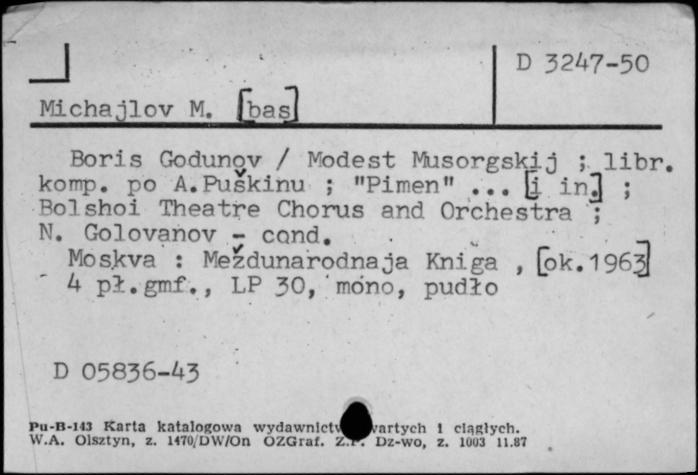 D 3247-50
Michajlov M. [bas]
Boris Godunov / Modest Musorgskij ; libr.
komp. po A.Puškinu ; "Pimen" ... [i in.] ;
Bolshoi Theatre Chorus and Orchestra ;
N. Golovanov - cond.
Moskva : Meždunarodnaja Kniga , [ok.1963]
4 pł.gmf., LP 30, mono, pudło
D 05836-43
Pu-B-143 Karta katalogowa wydawnictw zwartych i ciągłych.
W.A. Olsztyn, z. 1470/DW/On OZGraf. Z.P. Dz-wo, z. 1003 11.87